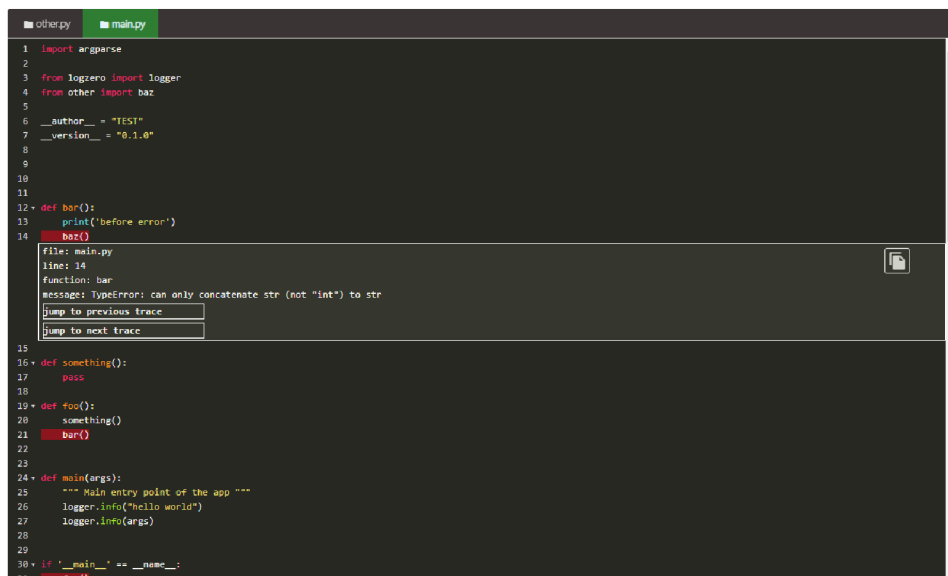 other.py main.py
1 import argparse
2
3 from logzero import logger
4 from other import baz
5
6 __author__ = "TEST"
7 __version__ = "0.1.0"
8
9
10
11
12 def bar():
13 print('before error')
14 baz()
file: main.py
line: 14
function: bar
message: TypeError: can only concatenate str (not "int") to str
jump to previous trace
jump to next trace
15
16 def something():
17 pass
18
19 def foo():
20 something()
21 bar()
22
23
24 def main(args):
25 """ Main entry point of the app """
26 logger.info("hello world")
27 logger.info(args)
28
29
30 if '__main__' == __name__: